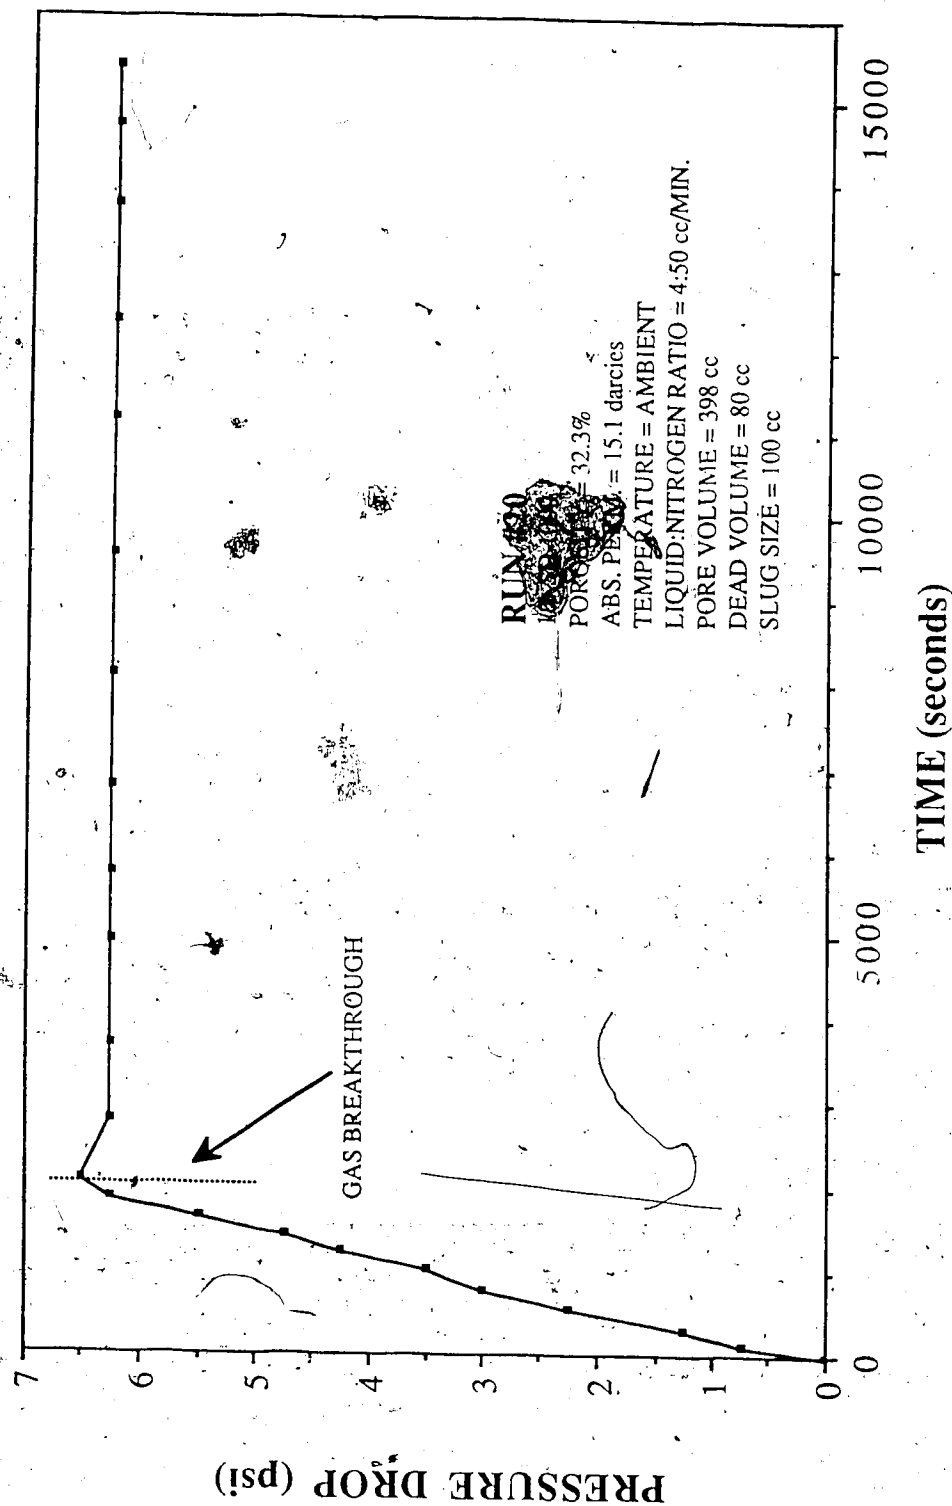 PRESSURE DROP (psi)
7
6
5
4
3
2
1
0
GAS BREAKTHROUGH
RUN #30
= 32.3%
ABS. PERM. = 15.1 darcies
TEMPERATURE = AMBIENT
LIQUID:NITROGEN RATIO = 4:50 cc/MIN.
PORE VOLUME = 398 cc
DEAD VOLUME = 80 cc
SLUG SIZE = 100 cc
0
5000
10000
15000
TIME (seconds)